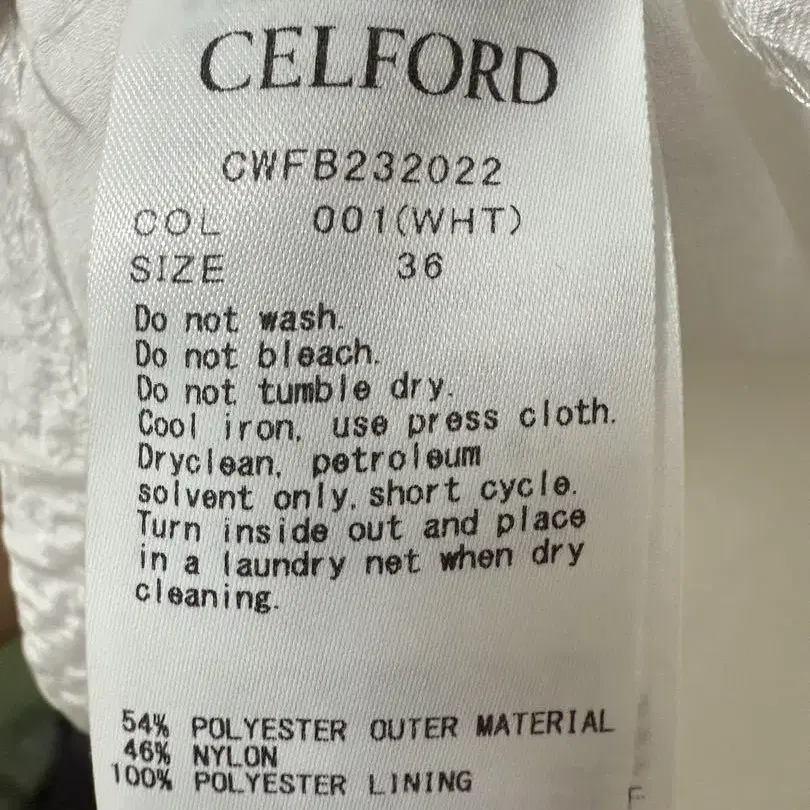 CELFORD
CWFB232022
COL 001(WHT)
SIZE 36
Do not wash.
Do not bleach.
Do not tumble dry.
Cool iron, use press cloth.
Dryclean, petroleum
solvent only, short cycle.
Turn inside out and place
in a laundry net when dry
cleaning.
54% POLYESTER OUTER MATERIAL
46% NYLON
100% POLYESTER LINING